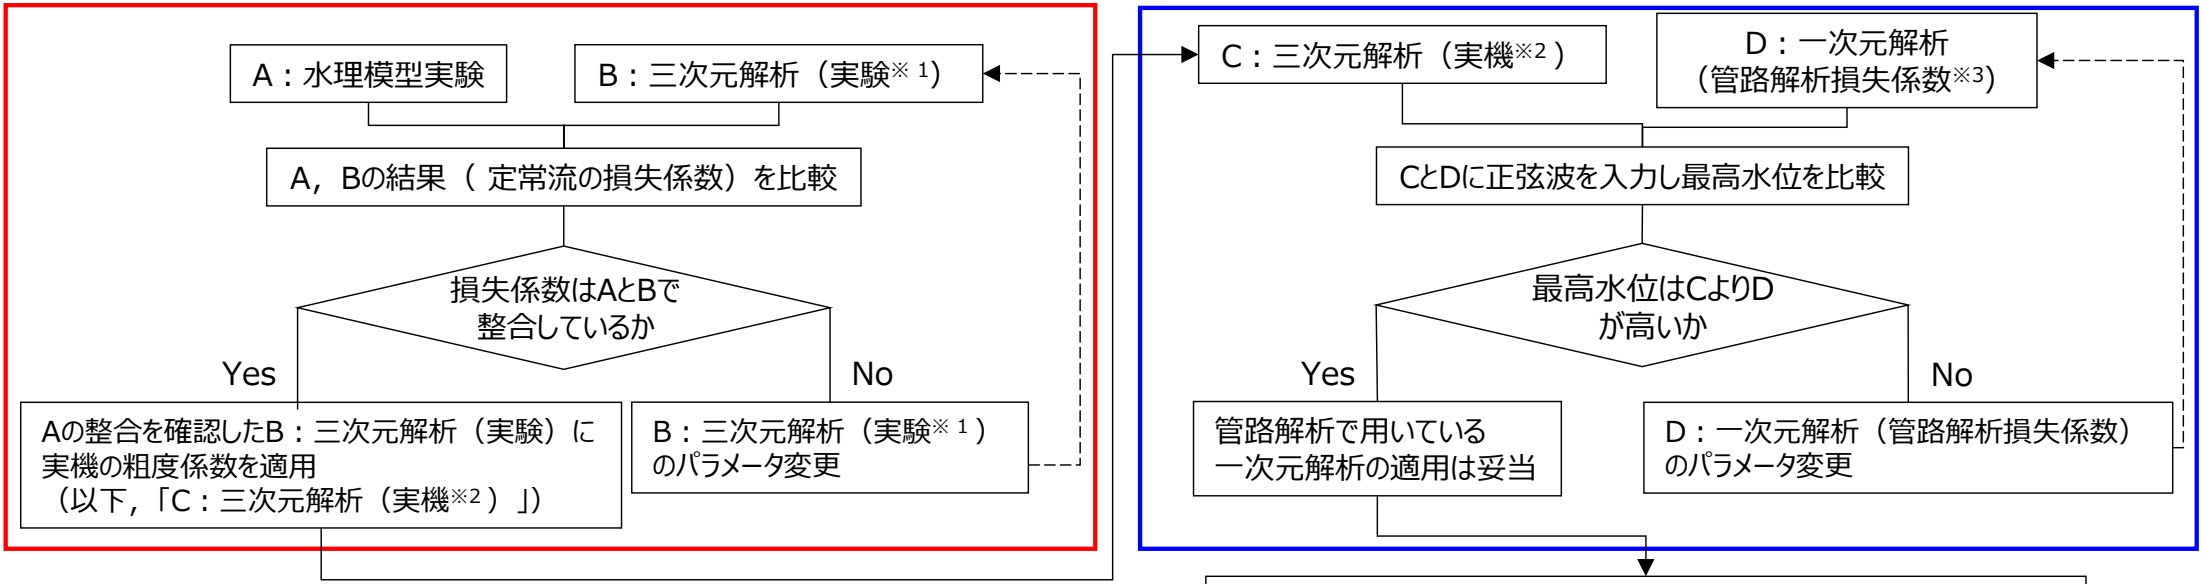 A：水理模型実験
B：三次元解析（実験※１）
A，Bの結果（ 定常流の損失係数）を比較
損失係数はAとBで
整合しているか
Yes
No
Aの整合を確認したB：三次元解析（実験）に
実機の粗度係数を適用
（以下，「C：三次元解析（実機※2）」）
B：三次元解析（実験※１）
のパラメータ変更
C：三次元解析（実機※2）
D：一次元解析
（管路解析損失係数※3）
CとDに正弦波を入力し最高水位を比較
最高水位はCよりD
が高いか
Yes
No
管路解析で用いている
一次元解析の適用は妥当
D：一次元解析（管路解析損失係数）
のパラメータ変更